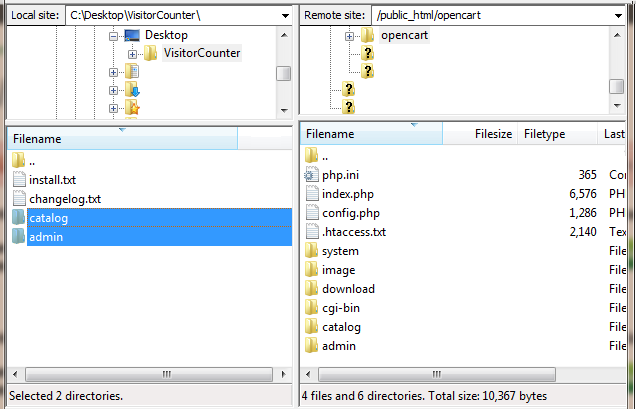 Local site: C:\Desktop\VisitorCounter\
Desktop
VisitorCounter
Filename
..
install.txt
changelog.txt
catalog
admin
Selected 2 directories.
Remote site: /public_html/opencart
opencart
?
?
?
?
Filename Filesize Filetype Last
..
php.ini 365 Co
index.php 6,576 PH
config.php 1,286 PH
.htaccess.txt 2,140 Tex
system File
image File
download File
cgi-bin File
catalog File
admin File
4 files and 6 directories. Total size: 10,367 bytes